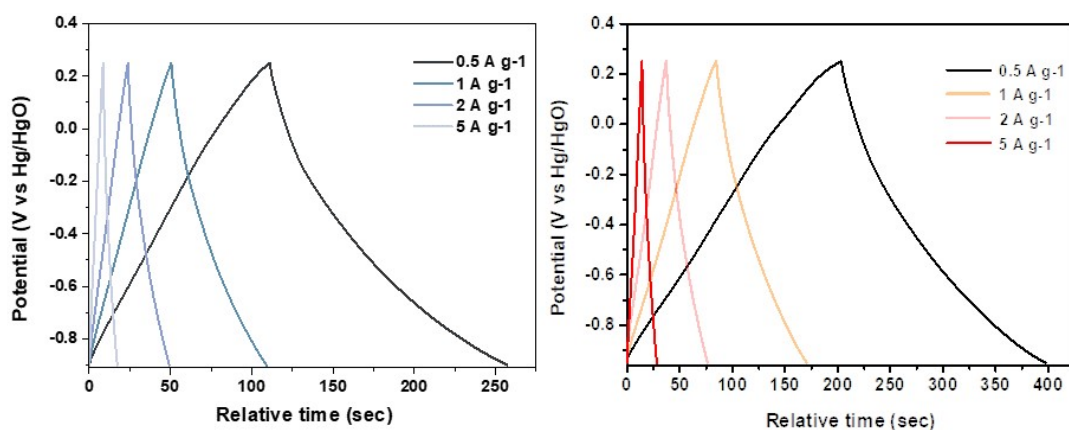 Potential (V vs Hg/HgO)
0.4
0.2
0.0
-0.2
-0.4
-0.6
-0.8
0.5 A g-1
1 A g-1
2 A g-1
5 A g-1
0 50 100 150 200 250
Relative time (sec)
Potential (V vs Hg/HgO)
0.4
0.2
0.0
-0.2
-0.4
-0.6
-0.8
0.5 A g-1
1 A g-1
2 A g-1
5 A g-1
0 50 100 150 200 250 300 350 400
Relative time (sec)